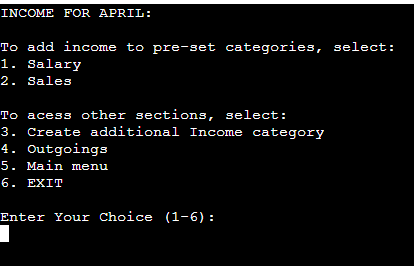 INCOME FOR APRIL:
To add income to pre-set categories, select:
1. Salary
2. Sales
To acess other sections, select:
3. Create additional Income category
4. Outgoings
5. Main menu
6. EXIT
Enter Your Choice (1-6):